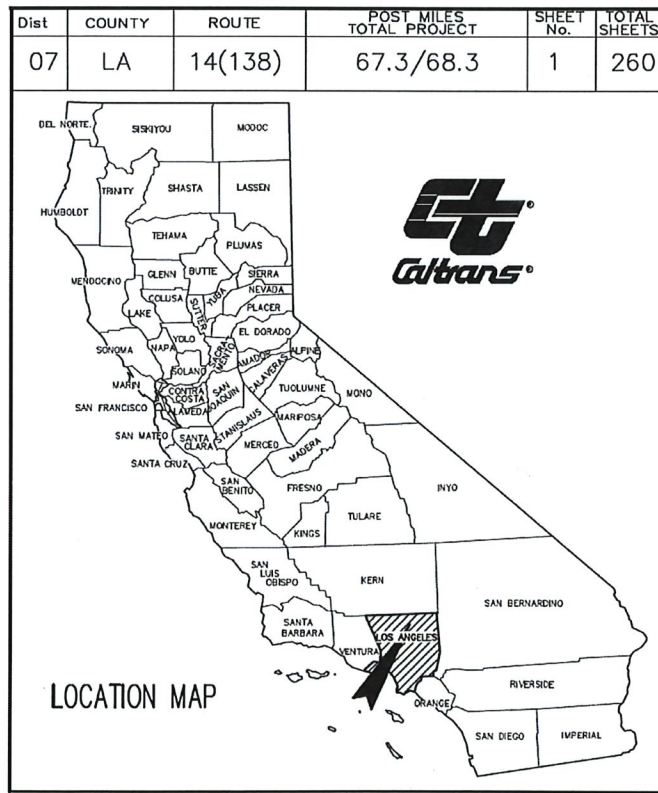 Dist COUNTY ROUTE POST MILES TOTAL PROJECT SHEET No. TOTAL SHEETS
07 LA 14(138) 67.3/68.3 1 260
DEL NORTE.
SISKIYOU
MODOC
TRINITY
SHASTA
LASSEN
HUMBOLDT
TEHAMA
PLUMAS
MENDOCINO
GLENN
BUTTE
SIERRA
NEVADA
COLUSA
SUTTER
YUBA
PLACER
LAKE
EL DORADO
YOLO
SONOMA
NAPA
SACRA-
MENTO
AMADOR
ALPINE
SOLANO
CALAVERAS
MARIN
CONTRA
COSTA
SAN
JOAQUIN
TUOLUMNE
MONO
SAN FRANCISCO
ALAMEDA
STANISLAUS
MARIPOSA
SAN MATEO
SANTA
CLARA
MERCED
MADERA
SANTA CRUZ
SAN
BENITO
FRESNO
INYO
MONTEREY
KINGS
TULARE
SAN
LUIS
OBISPO
KERN
SAN BERNARDINO
SANTA
BARBARA
VENTURA
LOS ANGELES
ORANGE
RIVERSIDE
SAN DIEGO
IMPERIAL
Ct ®
Caltrans ®
LOCATION MAP